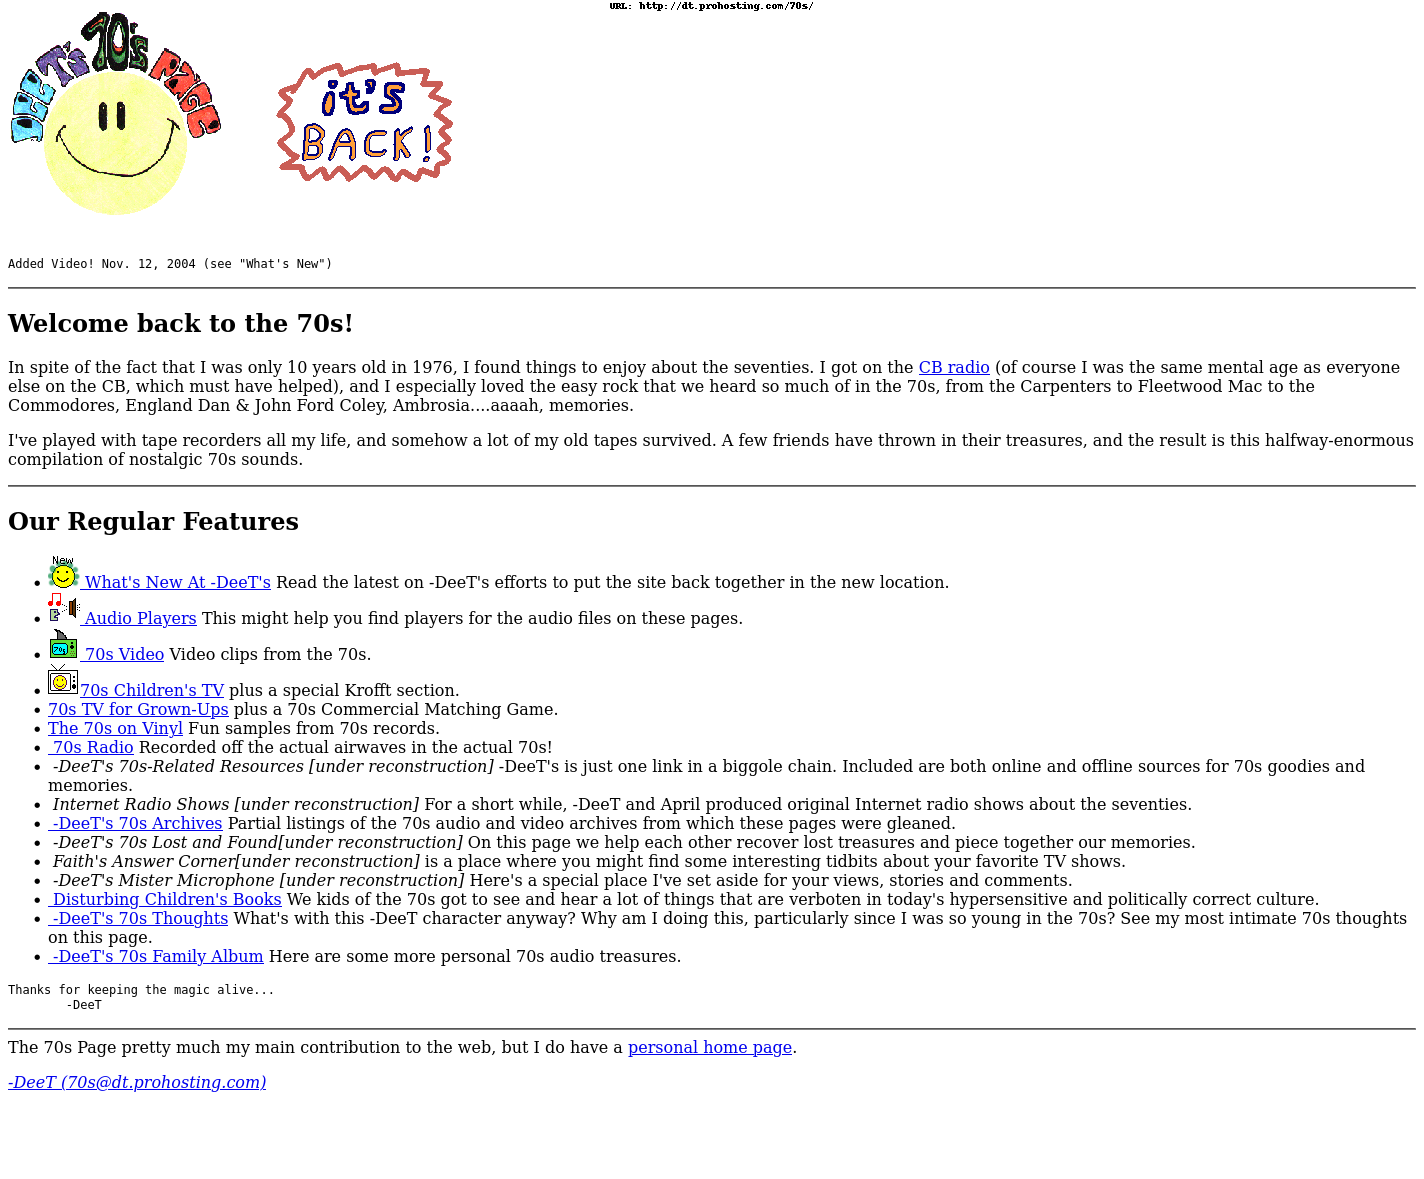 URL: http://dt.prohosting.com/70s/
DeeT's 70's Page
it's
BACK!
Added Video! Nov. 12, 2004 (see "What's New")
Welcome back to the 70s!
In spite of the fact that I was only 10 years old in 1976, I found things to enjoy about the seventies. I got on the CB radio (of course I was the same mental age as everyone
else on the CB, which must have helped), and I especially loved the easy rock that we heard so much of in the 70s, from the Carpenters to Fleetwood Mac to the
Commodores, England Dan & John Ford Coley, Ambrosia....aaaah, memories.
I've played with tape recorders all my life, and somehow a lot of my old tapes survived. A few friends have thrown in their treasures, and the result is this halfway-enormous
compilation of nostalgic 70s sounds.
Our Regular Features
New
What's New At -DeeT's Read the latest on -DeeT's efforts to put the site back together in the new location.
Audio Players This might help you find players for the audio files on these pages.
70s
70s Video Video clips from the 70s.
70s Children's TV plus a special Krofft section.
70s TV for Grown-Ups plus a 70s Commercial Matching Game.
The 70s on Vinyl Fun samples from 70s records.
70s Radio Recorded off the actual airwaves in the actual 70s!
-DeeT's 70s-Related Resources [under reconstruction] -DeeT's is just one link in a biggole chain. Included are both online and offline sources for 70s goodies and
memories.
Internet Radio Shows [under reconstruction] For a short while, -DeeT and April produced original Internet radio shows about the seventies.
-DeeT's 70s Archives Partial listings of the 70s audio and video archives from which these pages were gleaned.
-DeeT's 70s Lost and Found[under reconstruction] On this page we help each other recover lost treasures and piece together our memories.
Faith's Answer Corner[under reconstruction] is a place where you might find some interesting tidbits about your favorite TV shows.
-DeeT's Mister Microphone [under reconstruction] Here's a special place I've set aside for your views, stories and comments.
Disturbing Children's Books We kids of the 70s got to see and hear a lot of things that are verboten in today's hypersensitive and politically correct culture.
-DeeT's 70s Thoughts What's with this -DeeT character anyway? Why am I doing this, particularly since I was so young in the 70s? See my most intimate 70s thoughts
on this page.
-DeeT's 70s Family Album Here are some more personal 70s audio treasures.
Thanks for keeping the magic alive...
-DeeT
The 70s Page pretty much my main contribution to the web, but I do have a personal home page.
-DeeT (70s@dt.prohosting.com)